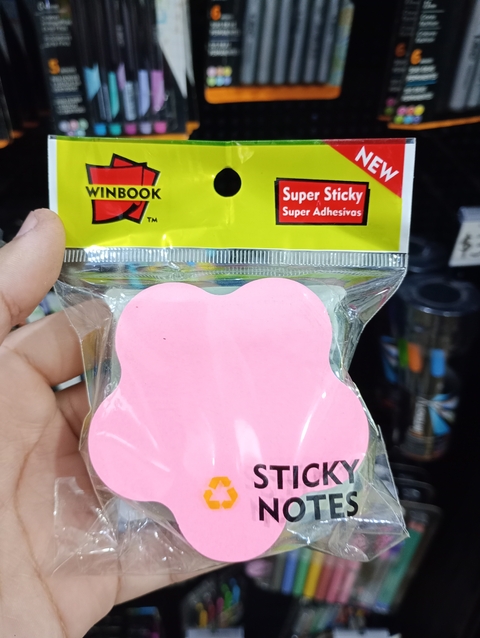 WINBOOK
TM
NEW
Super Sticky
Super Adhesivas
STICKY
NOTES